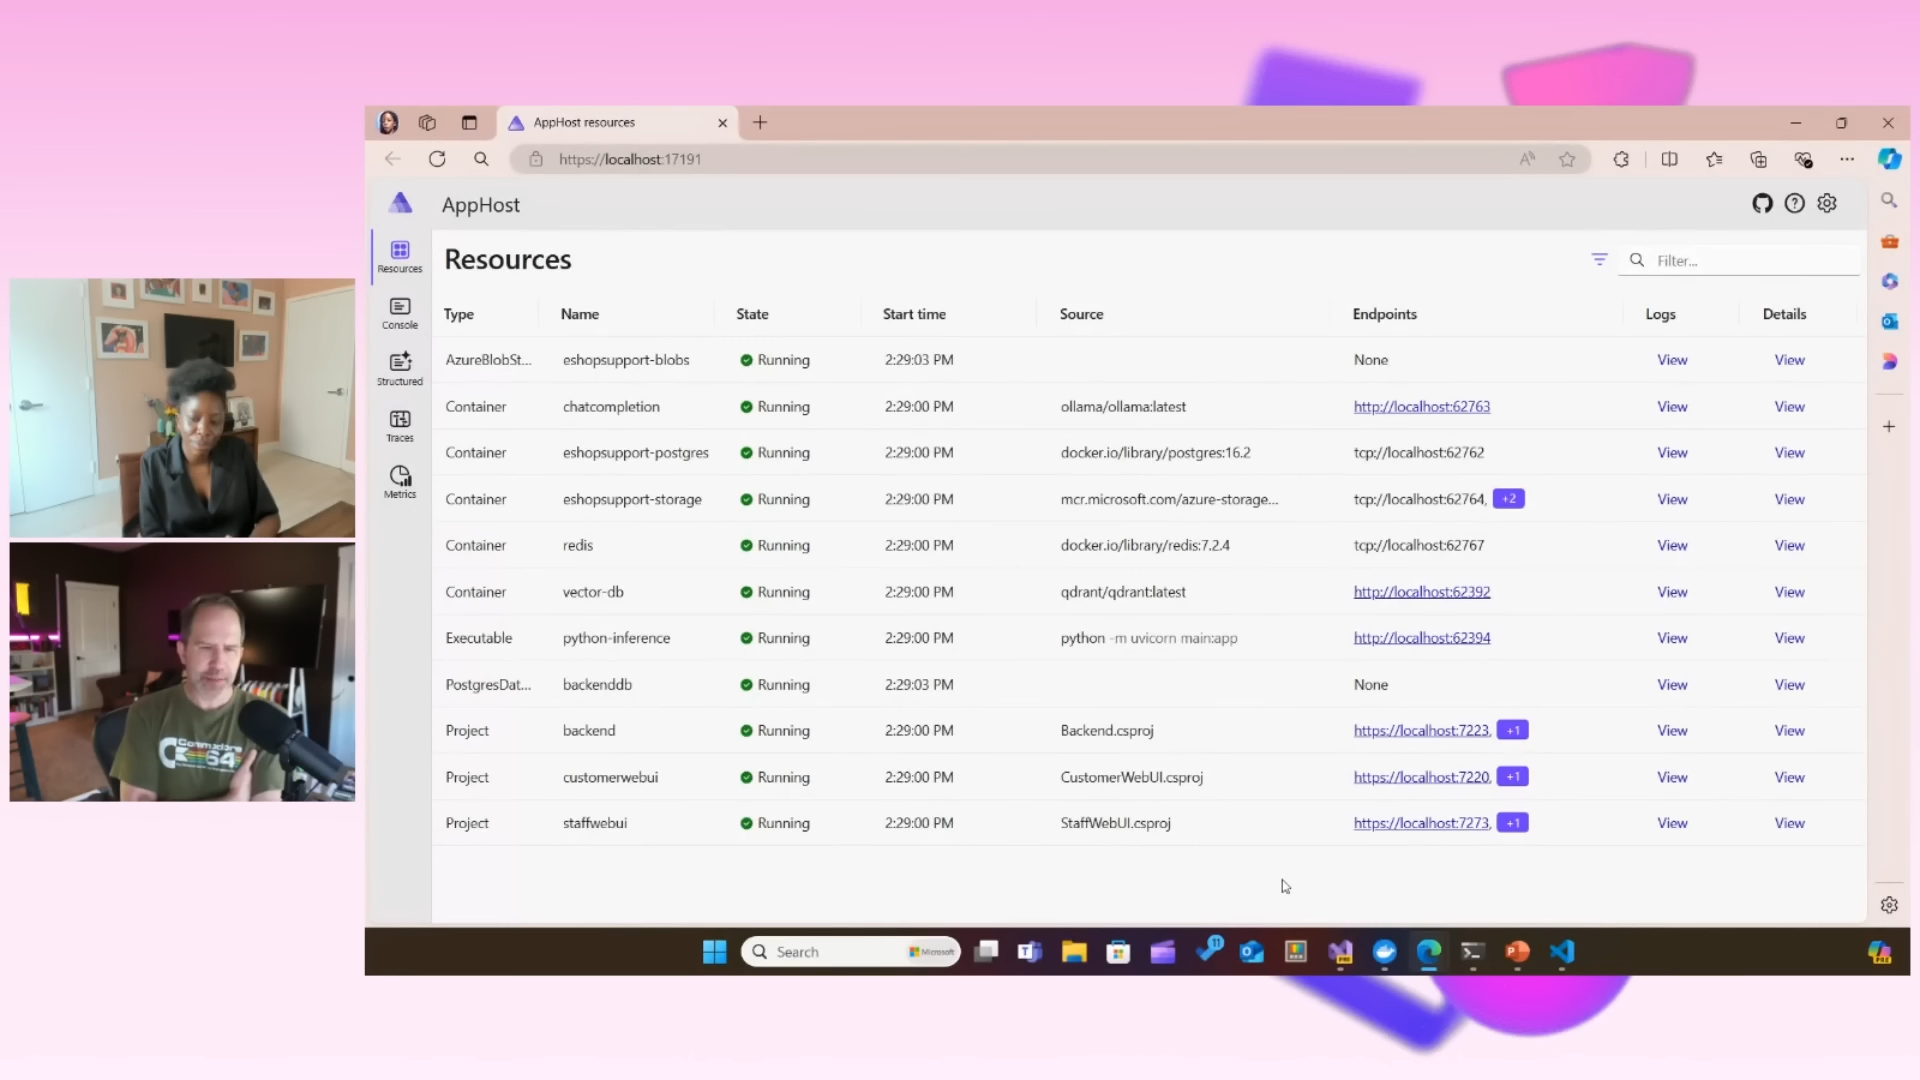 AppHost resources
https://localhost:17191
AppHost
Resources
Console
Structured
Traces
Metrics
Resources
Filter...
Type Name State Start time Source Endpoints Logs Details
AzureBlobSt... eshopsupport-blobs Running 2:29:03 PM None View View
Container chatcompletion Running 2:29:00 PM ollama/ollama:latest http://localhost:62763 View View
Container eshopsupport-postgres Running 2:29:00 PM docker.io/library/postgres:16.2 tcp://localhost:62762 View View
Container eshopsupport-storage Running 2:29:00 PM mcr.microsoft.com/azure-storage... tcp://localhost:62764, +2 View View
Container redis Running 2:29:00 PM docker.io/library/redis:7.2.4 tcp://localhost:62767 View View
Container vector-db Running 2:29:00 PM qdrant/qdrant:latest http://localhost:62392 View View
Executable python-inference Running 2:29:00 PM python -m uvicorn main:app http://localhost:62394 View View
PostgresDat... backenddb Running 2:29:03 PM None View View
Project backend Running 2:29:00 PM Backend.csproj https://localhost:7223, +1 View View
Project customerwebui Running 2:29:00 PM CustomerWebUI.csproj https://localhost:7220, +1 View View
Project staffwebui Running 2:29:00 PM StaffWebUI.csproj https://localhost:7273, +1 View View
Search Microsoft
11
PRE
PRE
Commodore
64